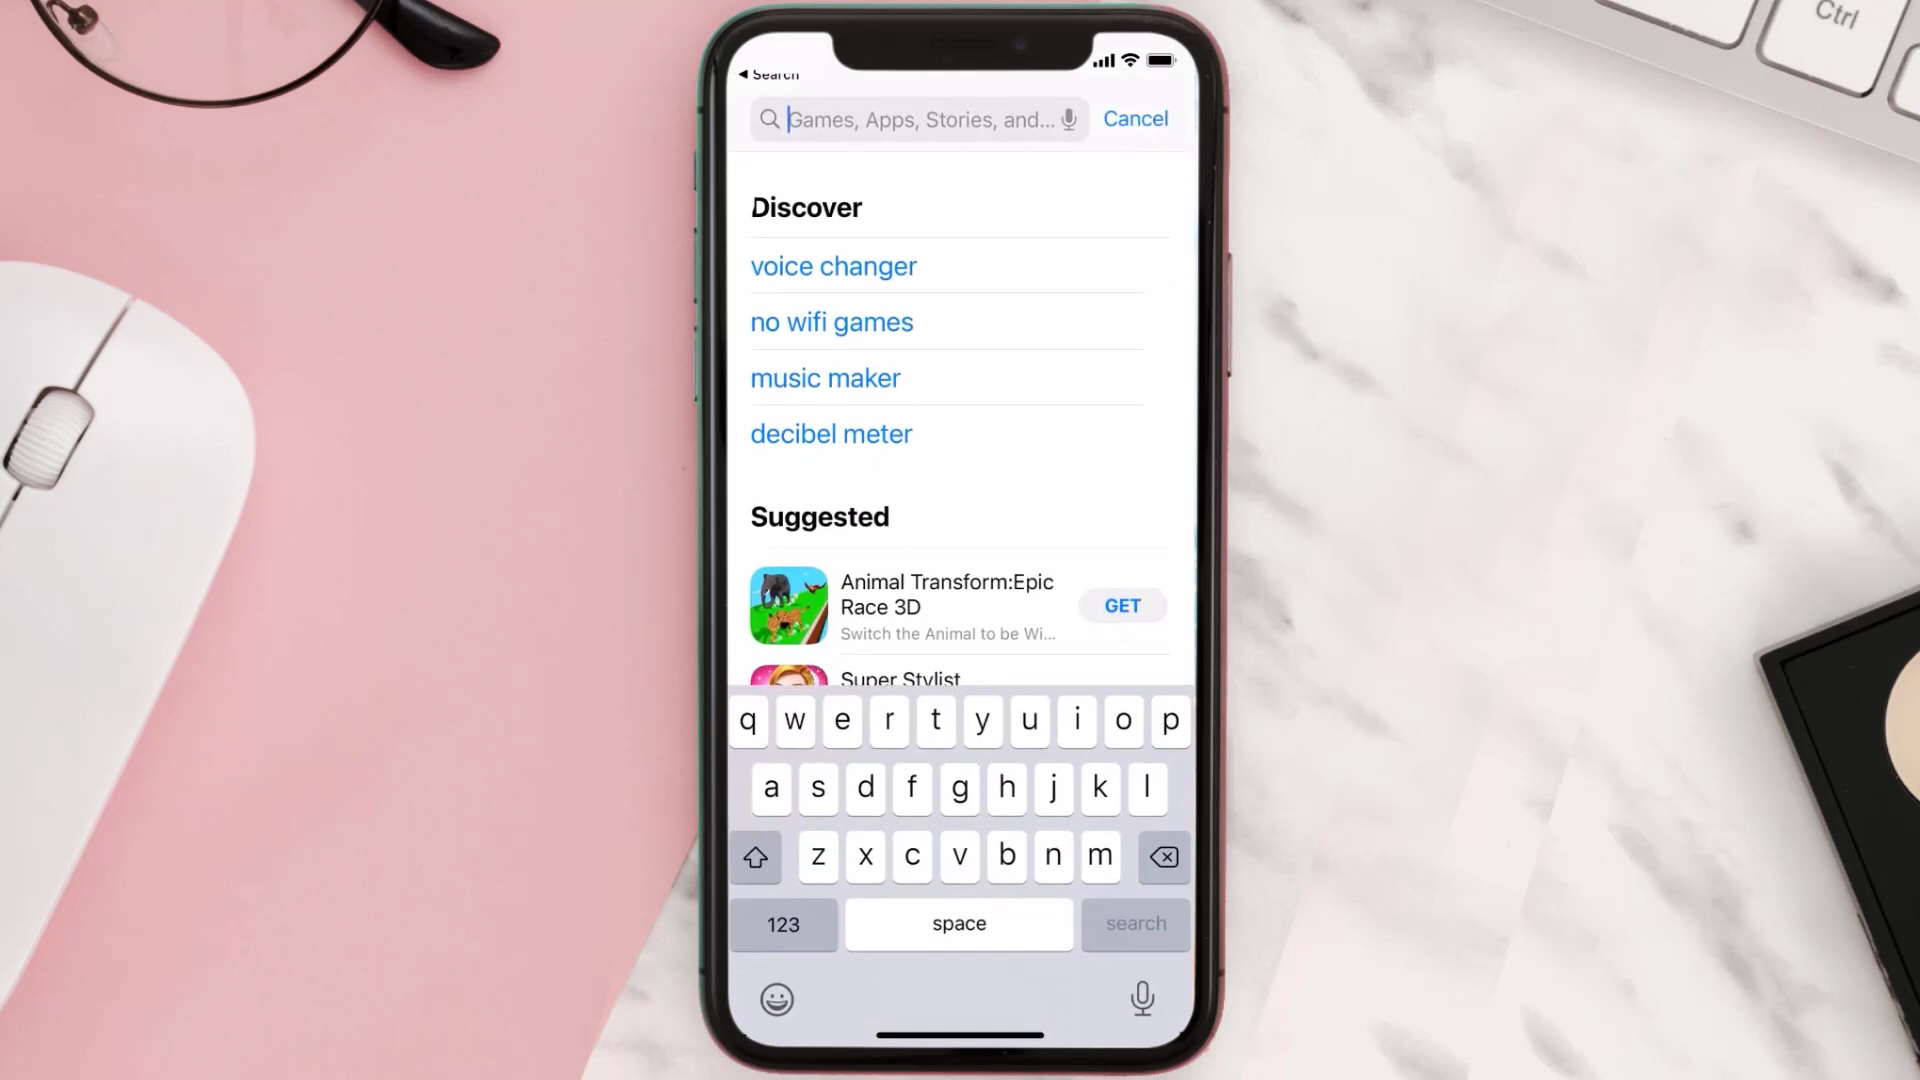 Ctrl
◀ Search
Games, Apps, Stories, and...
Cancel
Discover
voice changer
no wifi games
music maker
decibel meter
Suggested
Animal Transform:Epic
Race 3D
GET
Switch the Animal to be Wi...
Super Stylist
q w e r t y u i o p
a s d f g h j k l
z x c v b n m
123 space search